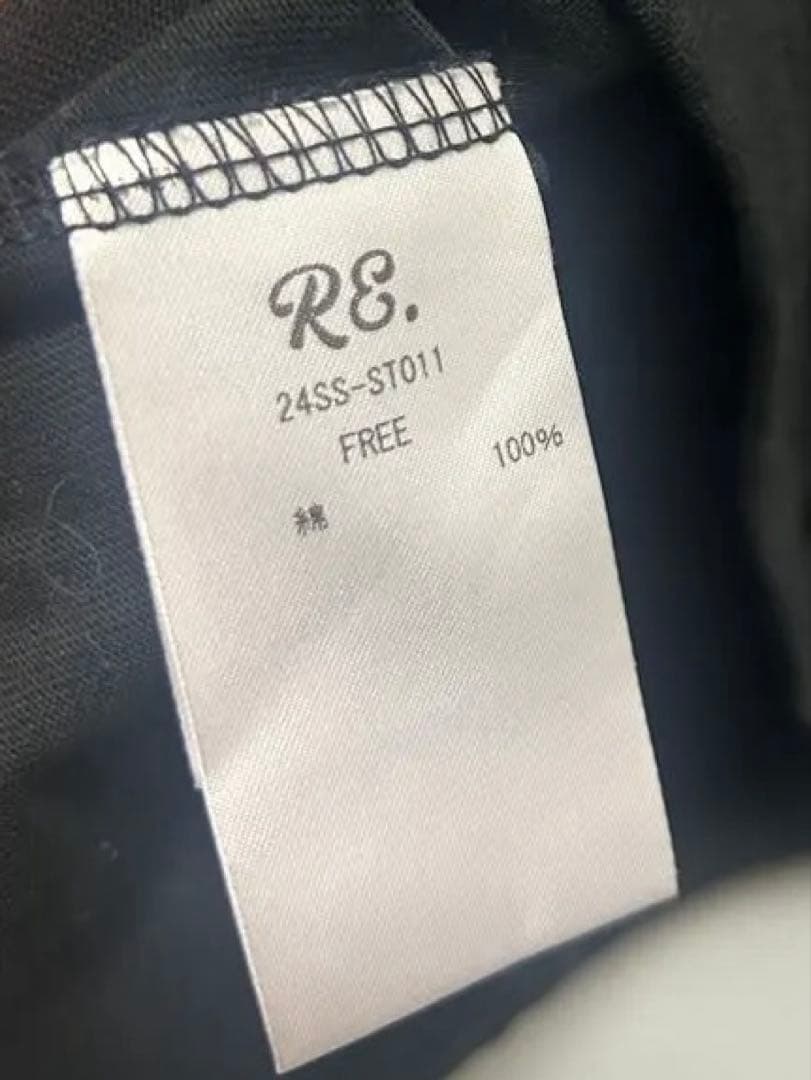 RE.
24SS-ST011
FREE
綿 100%